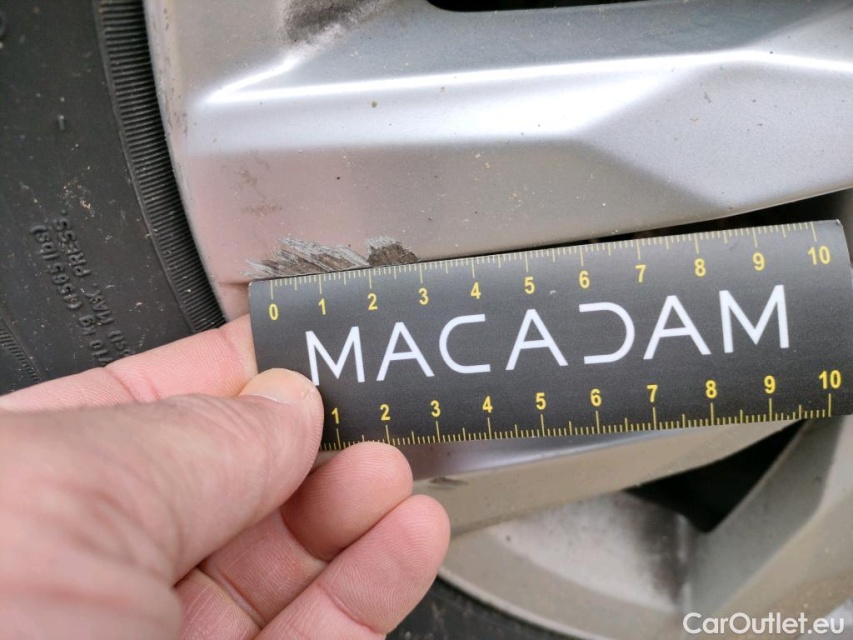 0 1 2 3 4 5 6 7 8 9 10
MACADAM
1 2 3 4 5 6 7 8 9 10
MAX PRESS.
CarOutlet.eu